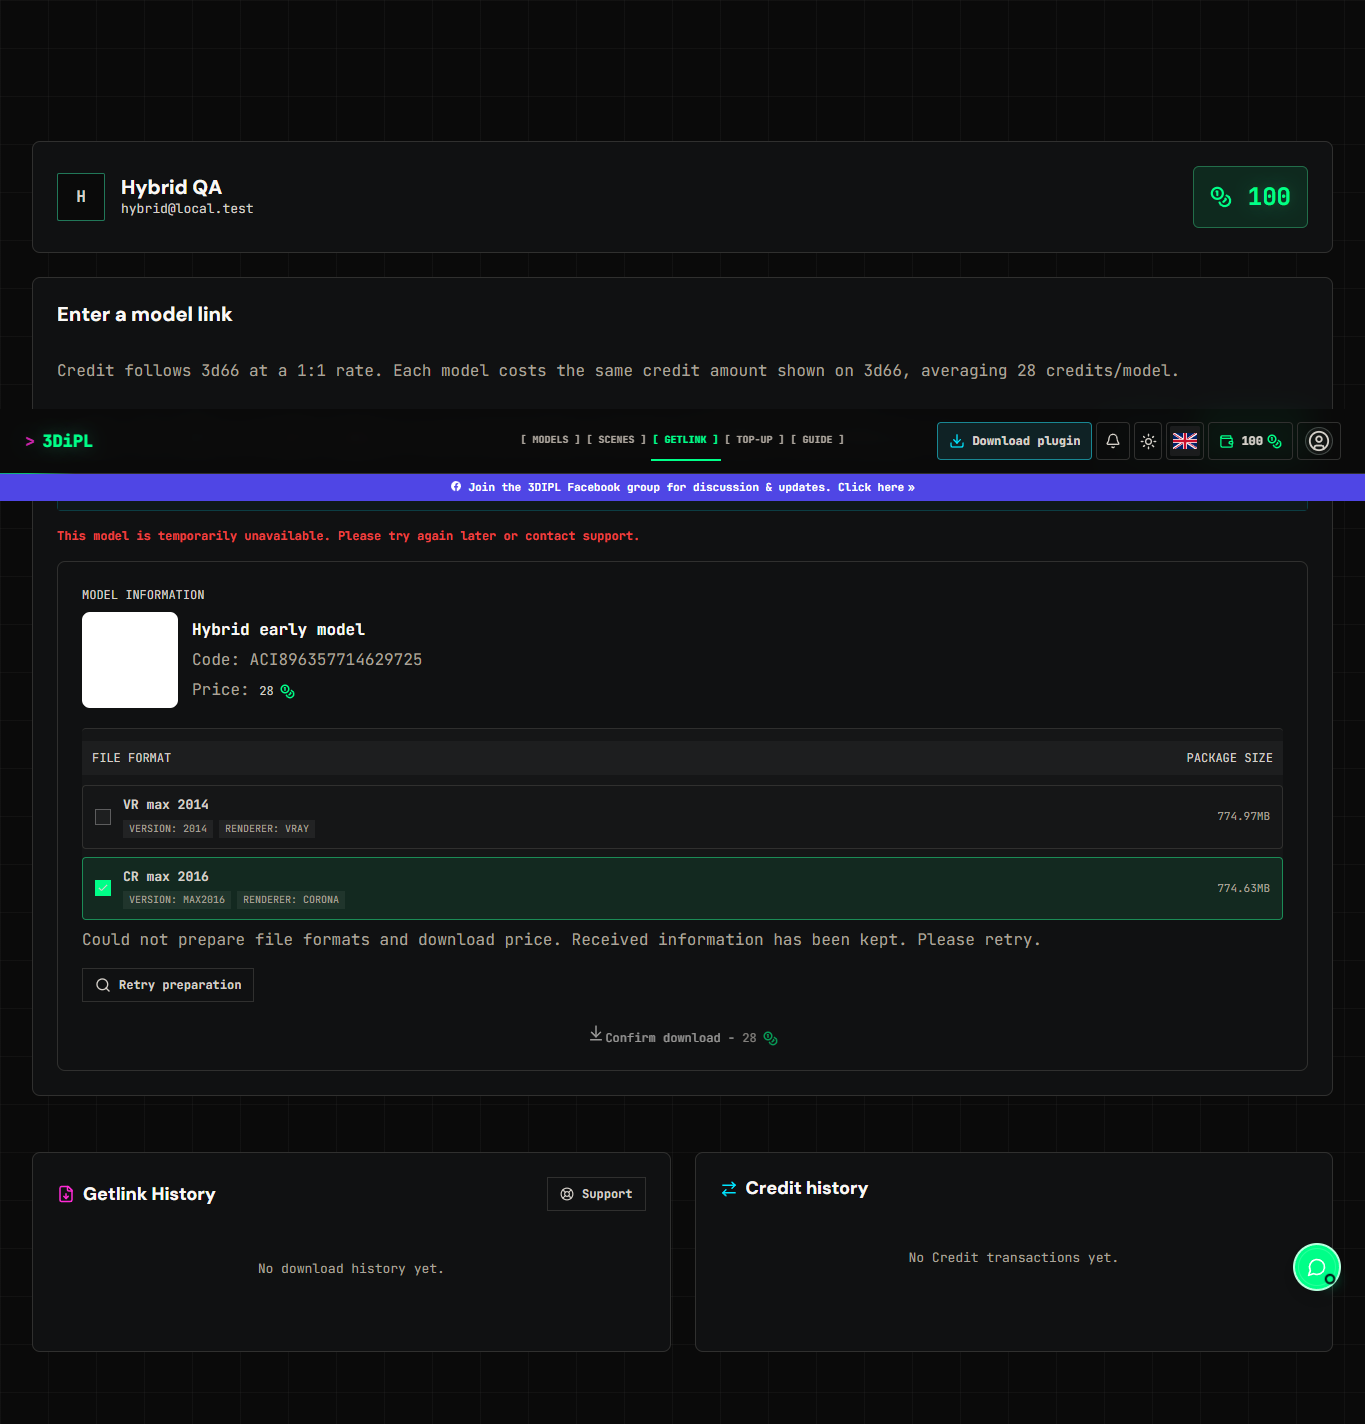 H
Hybrid QA
hybrid@local.test
100
Enter a model link
Credit follows 3d66 at a 1:1 rate. Each model costs the same credit amount shown on 3d66, averaging 28 credits/model.
> 3DiPL
[ MODELS ] [ SCENES ] [ GETLINK ] [ TOP-UP ] [ GUIDE ]
Download plugin
100
Join the 3DIPL Facebook group for discussion & updates. Click here »
This model is temporarily unavailable. Please try again later or contact support.
MODEL INFORMATION
Hybrid early model
Code: ACI896357714629725
Price: 28
FILE FORMAT PACKAGE SIZE
VR max 2014
774.97MB
VERSION: 2014 RENDERER: VRAY
CR max 2016
774.63MB
VERSION: MAX2016 RENDERER: CORONA
Could not prepare file formats and download price. Received information has been kept. Please retry.
Retry preparation
Confirm download - 28
Getlink History
Support
No download history yet.
Credit history
No Credit transactions yet.